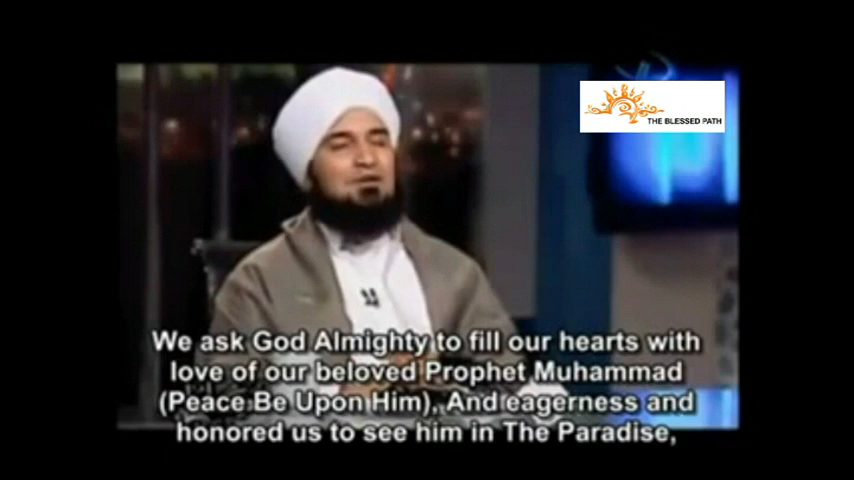 THE BLESSED PATH
We ask God Almighty to fill our hearts with
love of our beloved Prophet Muhammad
(Peace Be Upon Him), And eagerness and
honored us to see him in The Paradise,